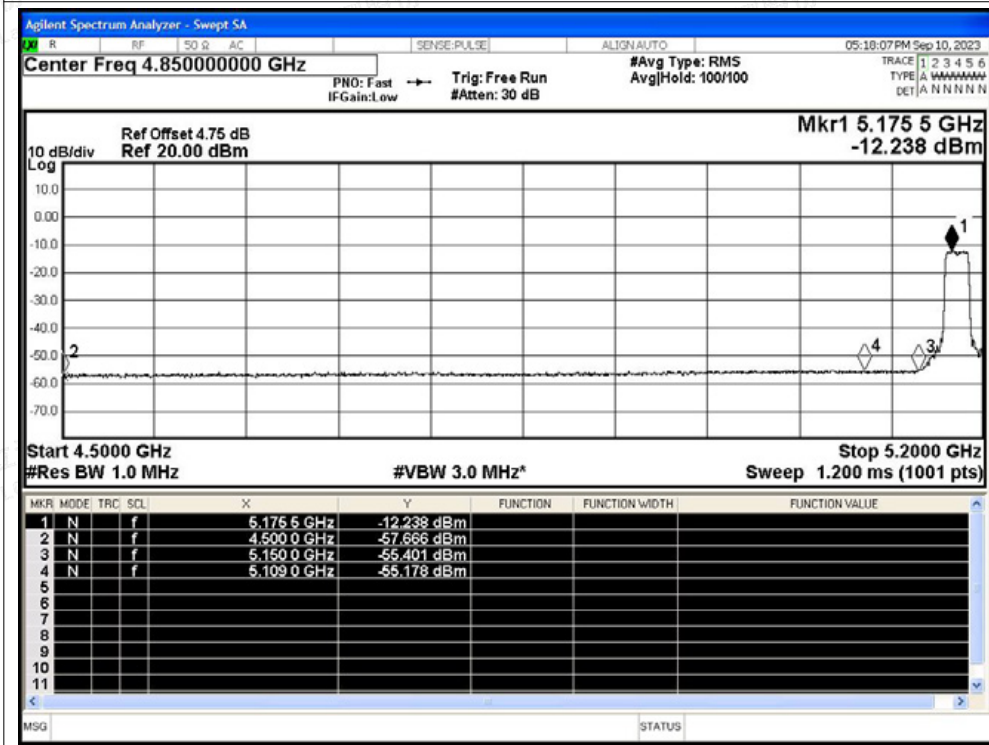 Agilent Spectrum Analyzer - Swept SA
LXI R RF 50 Ω AC SENSE:PULSE ALIGNAUTO 05:18:07 PM Sep 10, 2023
Center Freq 4.850000000 GHz #Avg Type: RMS TRACE 1 2 3 4 5 6
PNO: Fast Trig: Free Run Avg|Hold: 100/100 TYPE A WWWWW
IFGain:Low #Atten: 30 dB DET A N N N N N
Mkr1 5.175 5 GHz
Ref Offset 4.75 dB
10 dB/div Ref 20.00 dBm -12.238 dBm
Log
10.0
0.00
1
-10.0
-20.0
-30.0
-40.0
-50.0 2 4 3
-60.0
-70.0
Start 4.5000 GHz Stop 5.2000 GHz
#Res BW 1.0 MHz #VBW 3.0 MHz* Sweep 1.200 ms (1001 pts)
MKR MODE TRC SCL X Y FUNCTION FUNCTION WIDTH FUNCTION VALUE
1 N f 5.175 5 GHz -12.238 dBm
2 N f 4.500 0 GHz -57.666 dBm
3 N f 5.150 0 GHz -55.401 dBm
4 N f 5.109 0 GHz -55.178 dBm
5
6
7
8
9
10
11
MSG STATUS